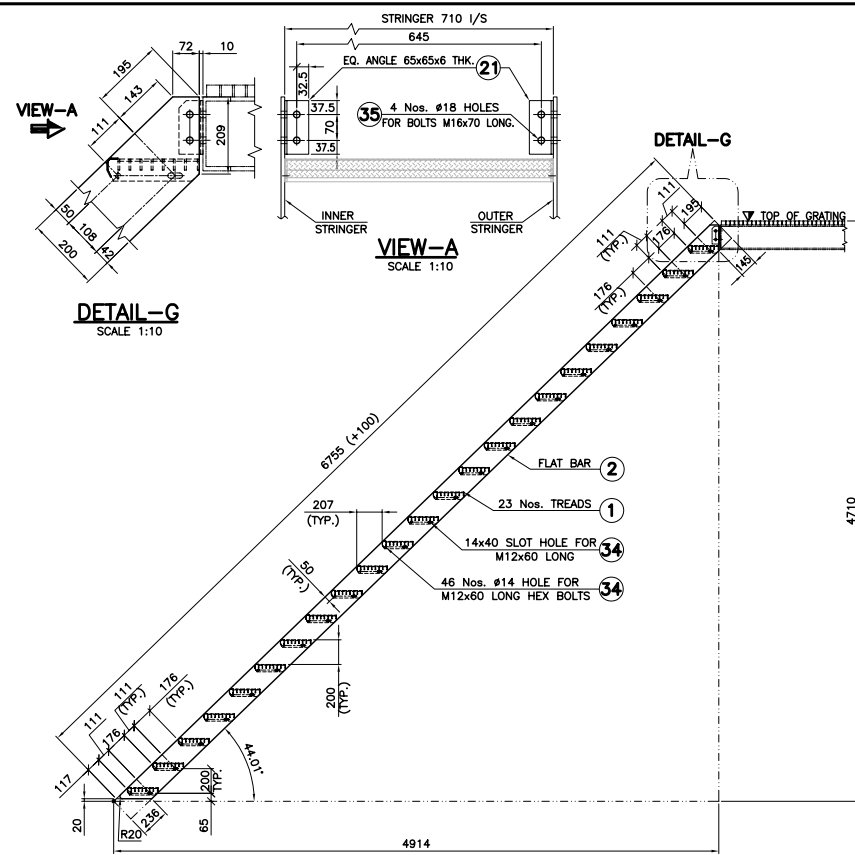 STRINGER 710 I/S
645
72
10
195
143
111
VIEW-A
209
50
108
42
200
DETAIL-G
SCALE 1:10
EQ. ANGLE 65x65x6 THK.
21
32.5
37.5
70
37.5
35
4 Nos. ø18 HOLES
FOR BOLTS M16x70 LONG.
INNER
STRINGER
OUTER
STRINGER
VIEW-A
SCALE 1:10
DETAIL-G
TOP OF GRATING
111
195
176
111
(TYP.)
176
(TYP.)
145
6755 (+100)
FLAT BAR
2
23 Nos. TREADS
1
207
(TYP.)
14x40 SLOT HOLE FOR
M12x60 LONG
34
50
(TYP.)
46 Nos. ø14 HOLE FOR
M12x60 LONG HEX BOLTS
34
200
(TYP.)
4710
176
(TYP.)
111
(TYP.)
176
111
117
44.01°
200
TYP.
20
R20
236
65
4914